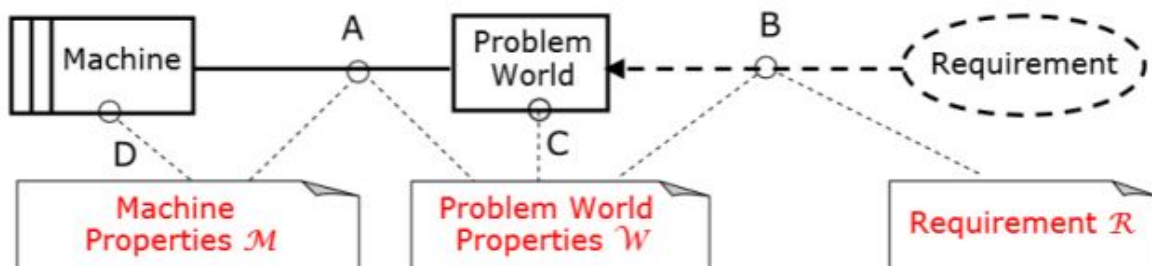 A
B
Machine
Problem
World
Requirement
D
C
Machine
Properties ℳ
Problem World
Properties 𝒲
Requirement ℛ